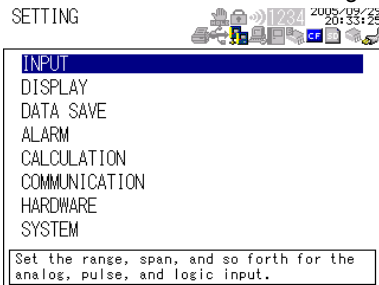 SETTING
1234 2005/09/29
20:33:25
CF SD
INPUT
DISPLAY
DATA SAVE
ALARM
CALCULATION
COMMUNICATION
HARDWARE
SYSTEM
Set the range, span, and so forth for the
analog, pulse, and logic input.